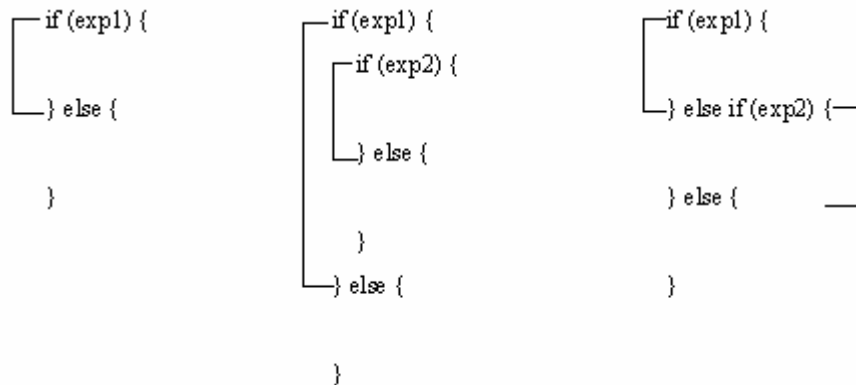 if (exp1) {
} else {
}
if (exp1) {
if (exp2) {
} else {
}
} else {
}
if (exp1) {
} else if (exp2) {
} else {
}